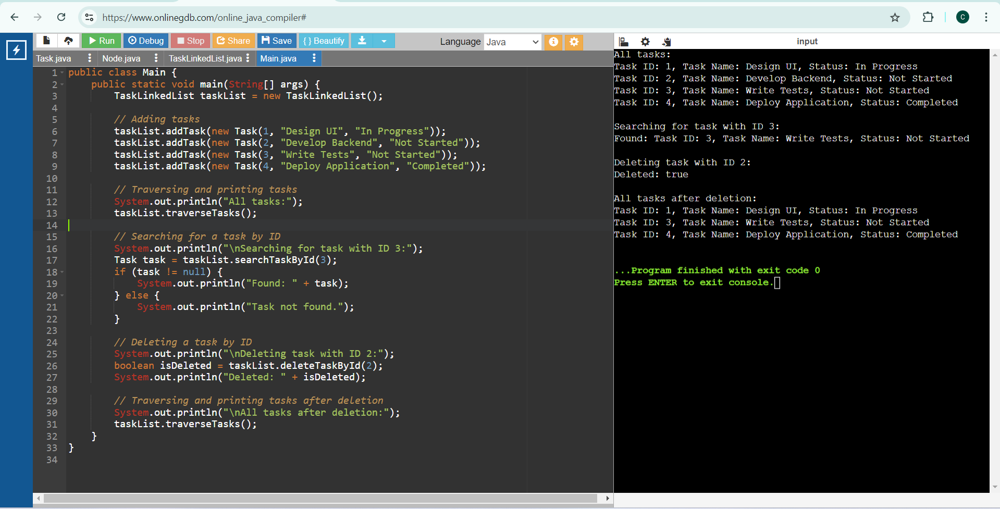 https://www.onlinegdb.com/online_java_compiler#
C
Run Debug Stop Share Save { } Beautify
Language Java
input
Task.java Node.java TaskLinkedList.java Main.java
1 public class Main {
2     public static void main(String[] args) {
3         TaskLinkedList taskList = new TaskLinkedList();
4
5         // Adding tasks
6         taskList.addTask(new Task(1, "Design UI", "In Progress"));
7         taskList.addTask(new Task(2, "Develop Backend", "Not Started"));
8         taskList.addTask(new Task(3, "Write Tests", "Not Started"));
9         taskList.addTask(new Task(4, "Deploy Application", "Completed"));
10
11         // Traversing and printing tasks
12         System.out.println("All tasks:");
13         taskList.traverseTasks();
14
15         // Searching for a task by ID
16         System.out.println("\nSearching for task with ID 3:");
17         Task task = taskList.searchTaskById(3);
18         if (task != null) {
19             System.out.println("Found: " + task);
20         } else {
21             System.out.println("Task not found.");
22         }
23
24         // Deleting a task by ID
25         System.out.println("\nDeleting task with ID 2:");
26         boolean isDeleted = taskList.deleteTaskById(2);
27         System.out.println("Deleted: " + isDeleted);
28
29         // Traversing and printing tasks after deletion
30         System.out.println("\nAll tasks after deletion:");
31         taskList.traverseTasks();
32     }
33 }
34
All tasks:
Task ID: 1, Task Name: Design UI, Status: In Progress
Task ID: 2, Task Name: Develop Backend, Status: Not Started
Task ID: 3, Task Name: Write Tests, Status: Not Started
Task ID: 4, Task Name: Deploy Application, Status: Completed
Searching for task with ID 3:
Found: Task ID: 3, Task Name: Write Tests, Status: Not Started
Deleting task with ID 2:
Deleted: true
All tasks after deletion:
Task ID: 1, Task Name: Design UI, Status: In Progress
Task ID: 3, Task Name: Write Tests, Status: Not Started
Task ID: 4, Task Name: Deploy Application, Status: Completed
...Program finished with exit code 0
Press ENTER to exit console.